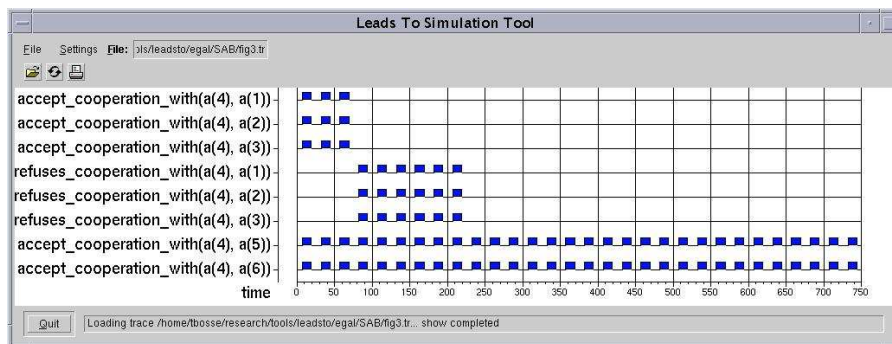 Leads To Simulation Tool
File Settings File: ols/leadsto/egal/SAB/fig3.tr
accept_cooperation_with(a(4), a(1))
accept_cooperation_with(a(4), a(2))
accept_cooperation_with(a(4), a(3))
refuses_cooperation_with(a(4), a(1))
refuses_cooperation_with(a(4), a(2))
refuses_cooperation_with(a(4), a(3))
accept_cooperation_with(a(4), a(5))
accept_cooperation_with(a(4), a(6))
time 0 50 100 150 200 250 300 350 400 450 500 550 600 650 700 750
Quit Loading trace /home/tbosse/research/tools/leadsto/egal/SAB/fig3.tr... show completed